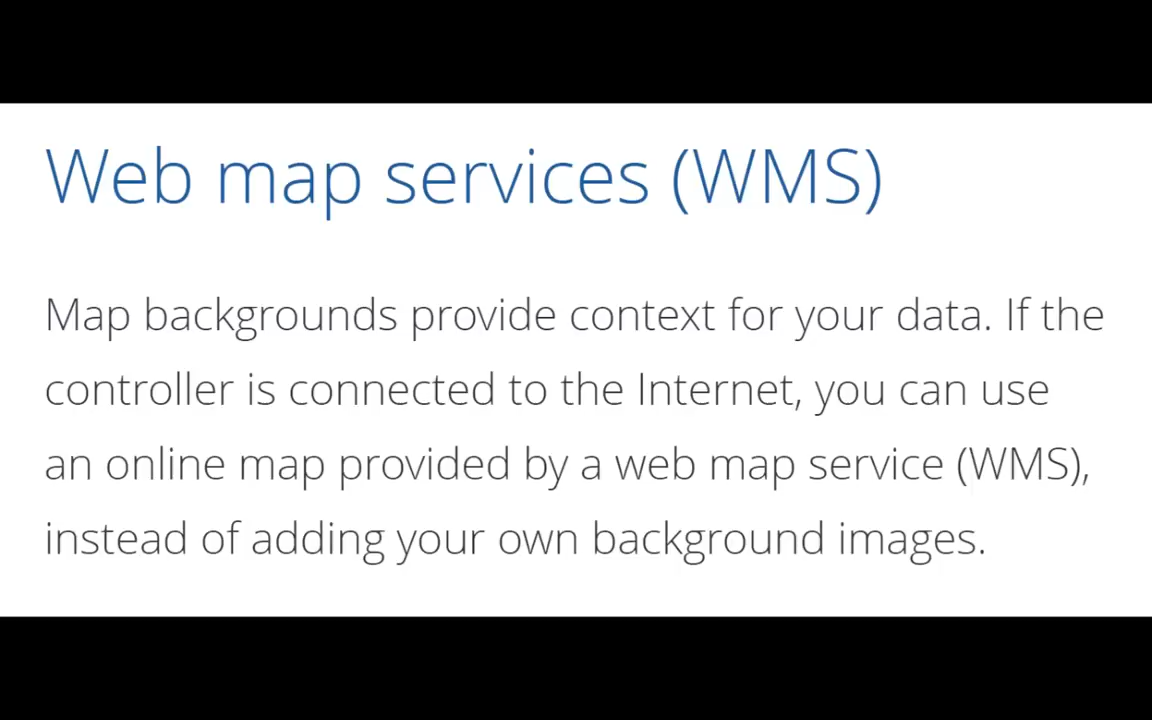 Web map services (WMS)
Map backgrounds provide context for your data. If the
controller is connected to the Internet, you can use
an online map provided by a web map service (WMS),
instead of adding your own background images.